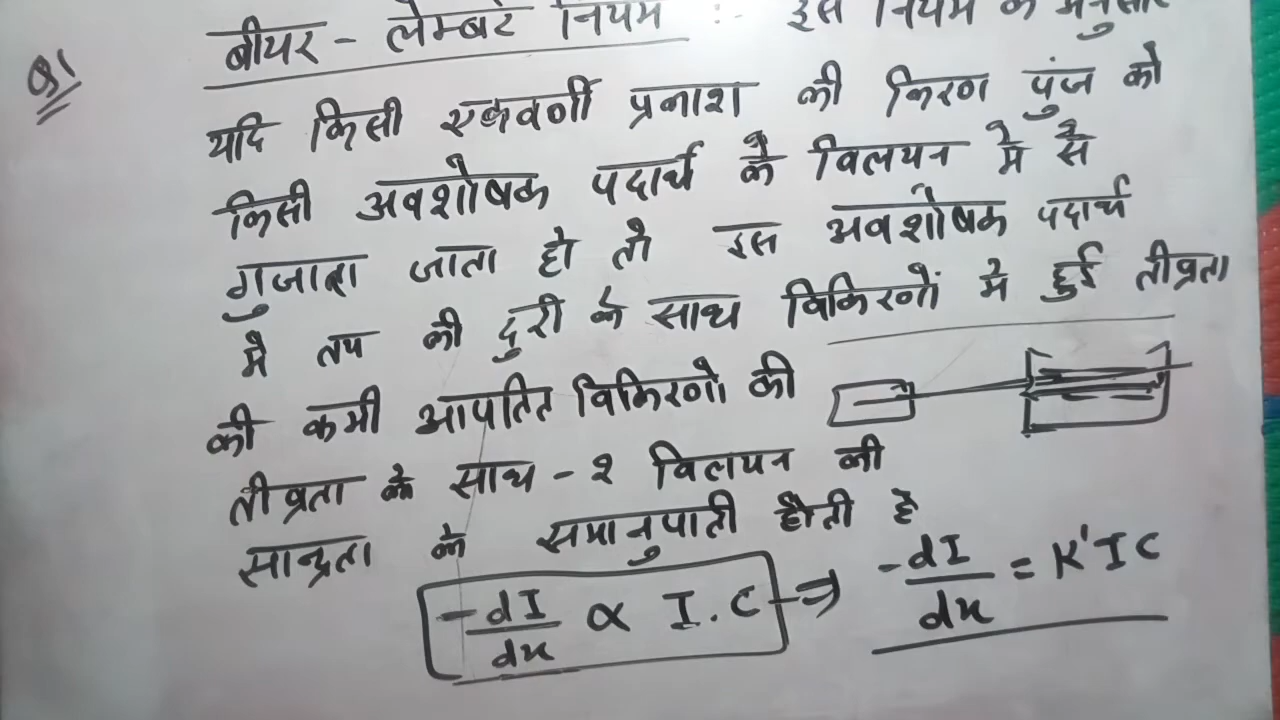 Q1 बीयर - लेम्बर्ट नियम : इस नियम के अनुसार
यदि किसी एकवर्णी प्रकाश की किरण पुंज को
किसी अवशोषक पदार्थ के विलयन में से
गुजारा जाता हो तो इस अवशोषक पदार्थ
मे तय की दुरी के साथ विकिरणों मे हुई तीव्रता
की कमी आपतित विकिरणो की
तीव्रता के साथ - २ विलयन की
सान्द्रता के समानुपाती होती हे
-dI/dx ∝ I.C ⇒ -dI/dx = K'IC